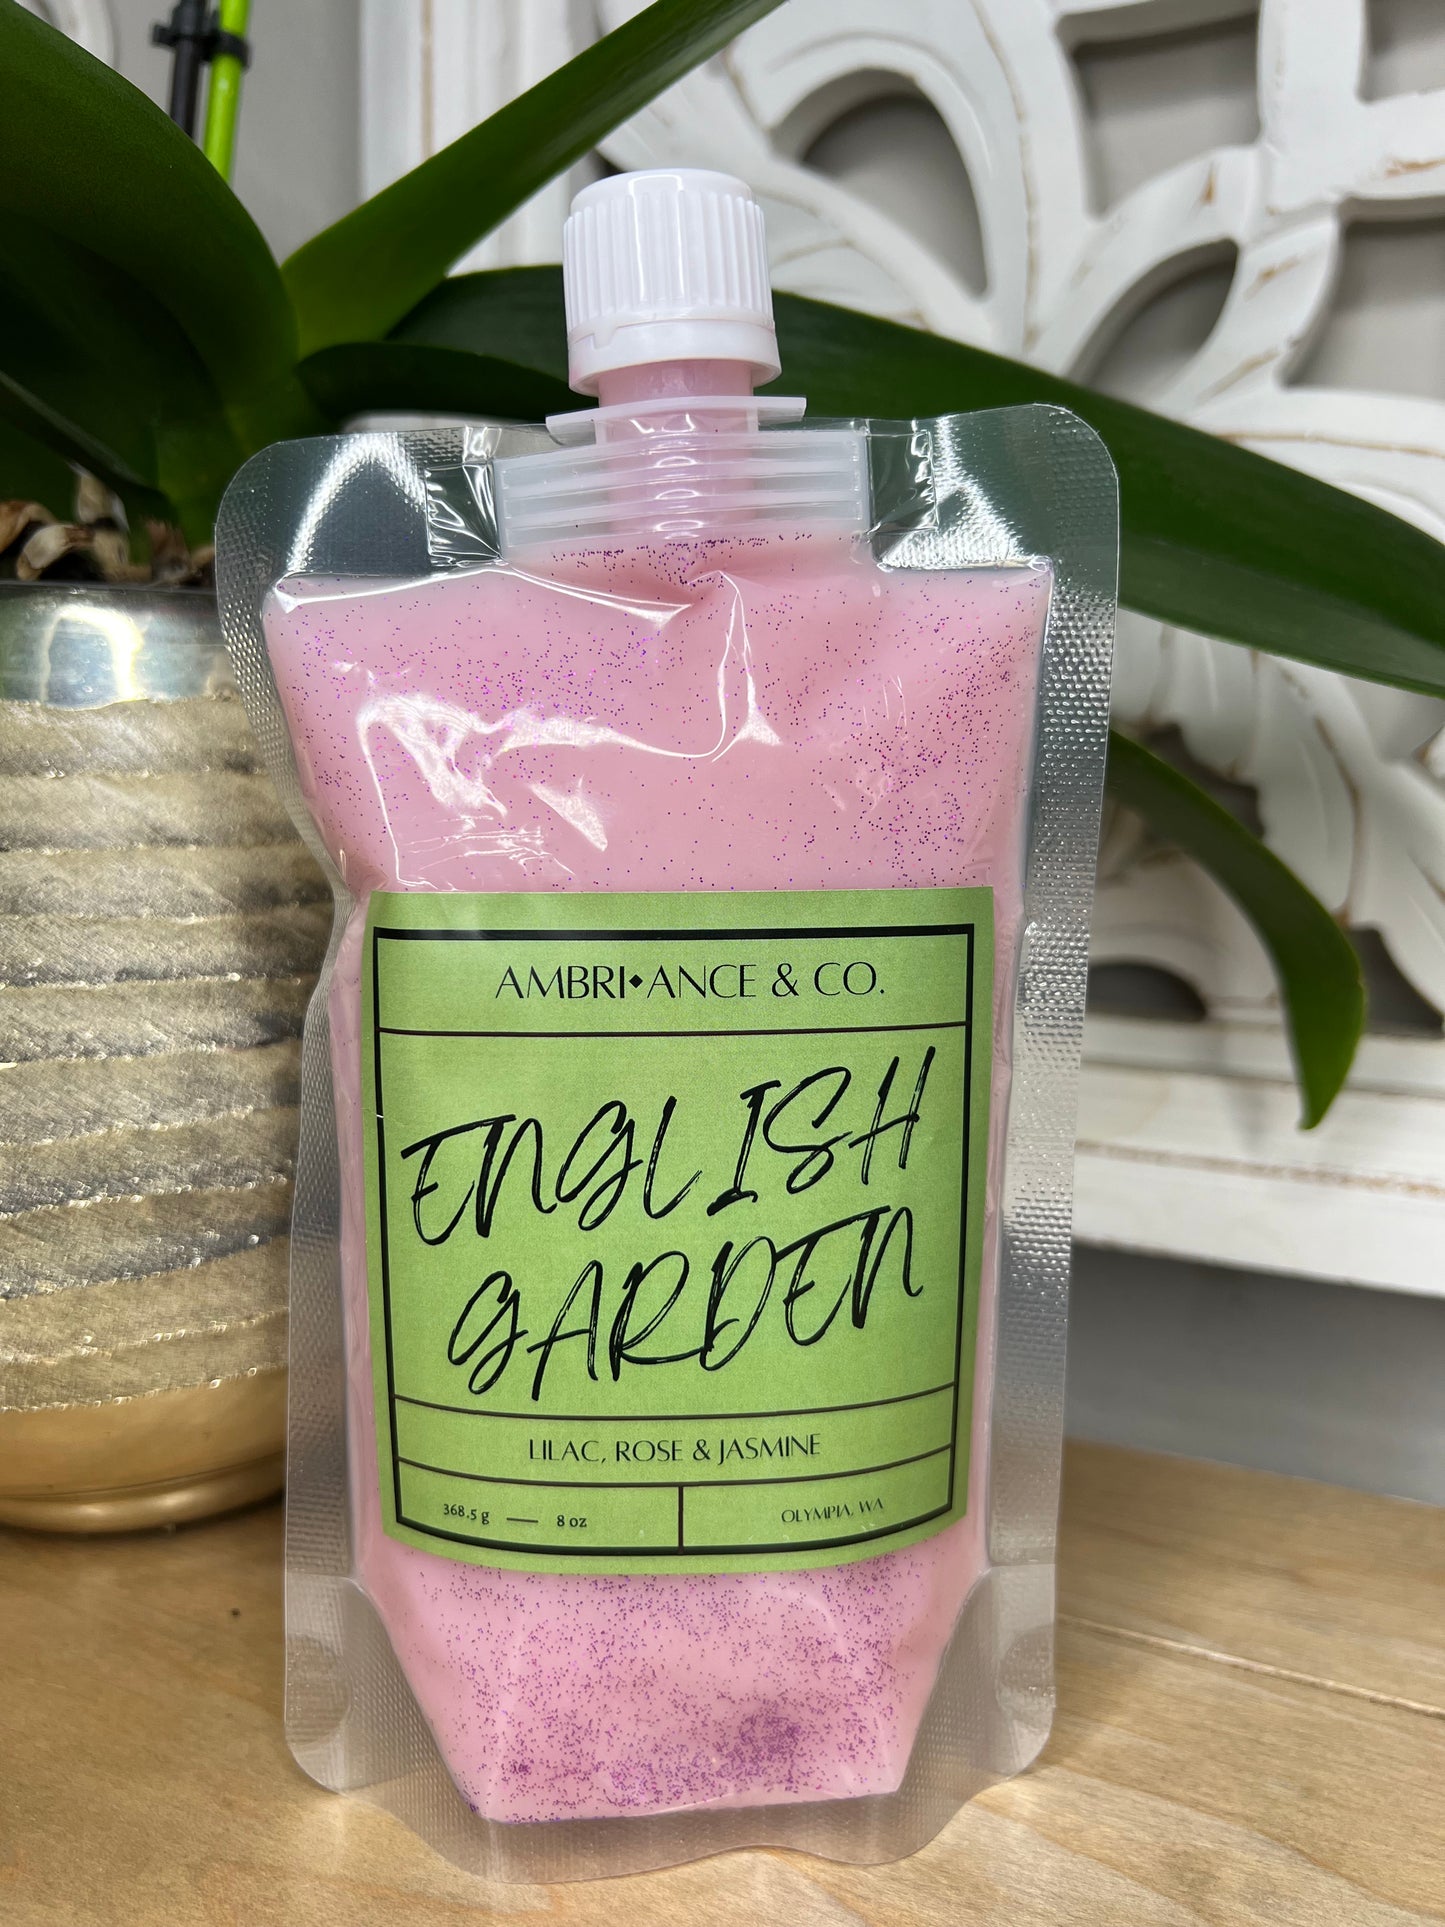 AMBRI◆ANCE & CO.
ENGLISH
GARDEN
LILAC, ROSE & JASMINE
368.5 g — 8 oz
OLYMPIA, WA